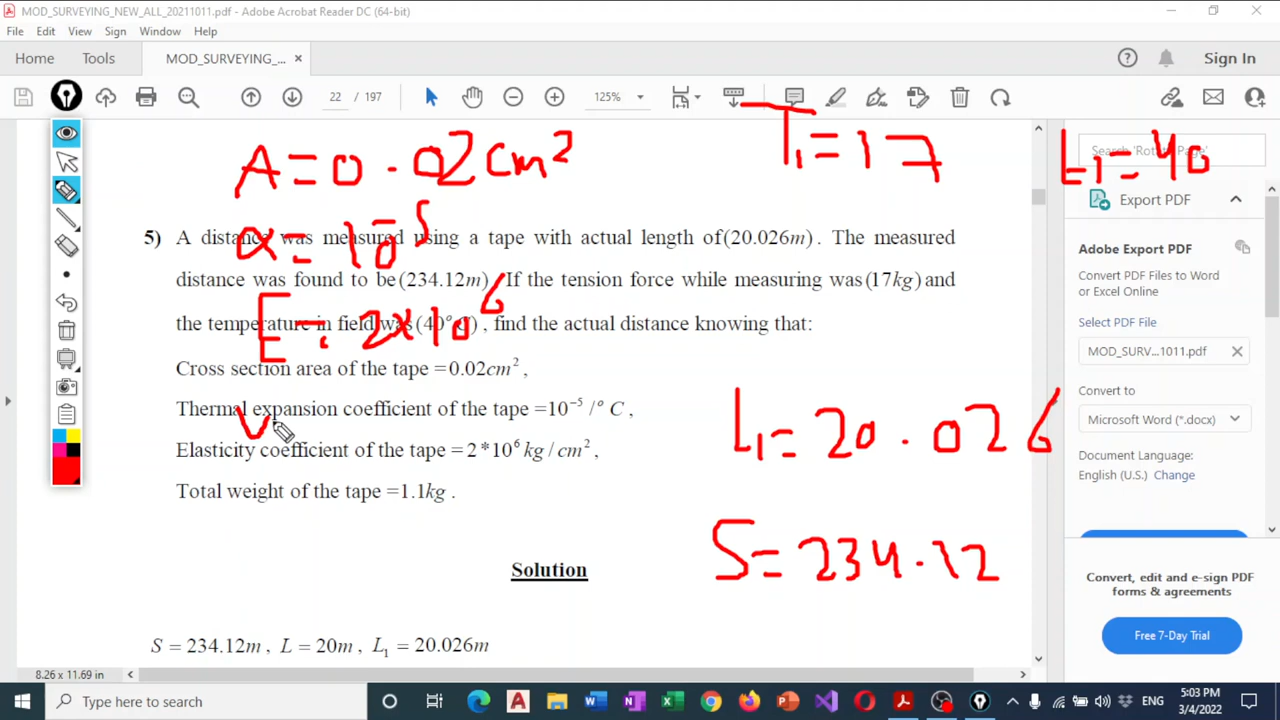 MOD_SURVEYING_NEW_ALL_20211011.pdf - Adobe Acrobat Reader DC (64-bit)
File Edit View Sign Window Help
Home Tools MOD_SURVEYING_... × Sign In
22 / 197 125%
T₁=17
A=0.02cm²
t₁=40
Search 'Rotate Page'
Export PDF
5) A distance was measured using a tape with actual length of(20.026m). The measured
α=10⁻⁵
distance was found to be(234.12m). If the tension force while measuring was(17kg)and
E=2×10⁶
the temperature in field was(40°C), find the actual distance knowing that:
Cross section area of the tape =0.02cm²,
Thermal expansion coefficient of the tape =10⁻⁵ /° C,
Elasticity coefficient of the tape =2*10⁶ kg/cm²,
Total weight of the tape =1.1kg.
L₁=20.026
S=234.12
Solution
S = 234.12m, L = 20m, L₁ = 20.026m
8.26 x 11.69 in
Adobe Export PDF
Convert PDF Files to Word
or Excel Online
Select PDF File
MOD_SURV...1011.pdf
Convert to
Microsoft Word (*.docx)
Document Language:
English (U.S.) Change
Convert, edit and e-sign PDF
forms & agreements
Free 7-Day Trial
Type here to search
ENG
5:03 PM
3/4/2022